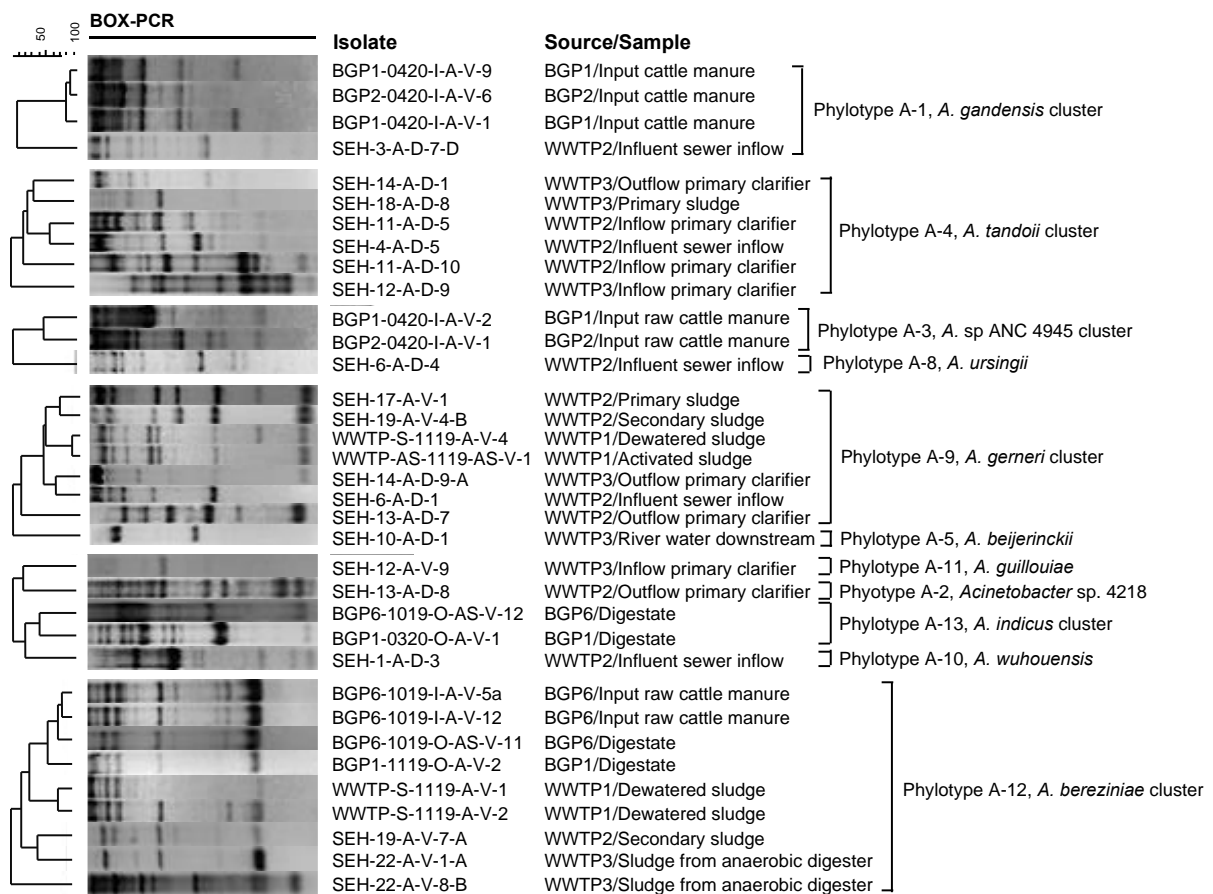 BOX-PCR
50
100
Isolate Source/Sample
BGP1-0420-I-A-V-9 BGP1/Input cattle manure
BGP2-0420-I-A-V-6 BGP2/Input cattle manure
Phylotype A-1, A. gandensis cluster
BGP1-0420-I-A-V-1 BGP1/Input cattle manure
SEH-3-A-D-7-D WWTP2/Influent sewer inflow
SEH-14-A-D-1 WWTP3/Outflow primary clarifier
SEH-18-A-D-8 WWTP3/Primary sludge
SEH-11-A-D-5 WWTP2/Inflow primary clarifier
Phylotype A-4, A. tandoii cluster
SEH-4-A-D-5 WWTP2/Influent sewer inflow
SEH-11-A-D-10 WWTP2/Inflow primary clarifier
SEH-12-A-D-9 WWTP3/Inflow primary clarifier
BGP1-0420-I-A-V-2 BGP1/Input raw cattle manure
Phylotype A-3, A. sp ANC 4945 cluster
BGP2-0420-I-A-V-1 BGP2/Input raw cattle manure
SEH-6-A-D-4 WWTP2/Influent sewer inflow Phylotype A-8, A. ursingii
SEH-17-A-V-1 WWTP2/Primary sludge
SEH-19-A-V-4-B WWTP2/Secondary sludge
WWTP-S-1119-A-V-4 WWTP1/Dewatered sludge
WWTP-AS-1119-AS-V-1 WWTP1/Activated sludge Phylotype A-9, A. gerneri cluster
SEH-14-A-D-9-A WWTP3/Outflow primary clarifier
SEH-6-A-D-1 WWTP2/Influent sewer inflow
SEH-13-A-D-7 WWTP2/Outflow primary clarifier
SEH-10-A-D-1 WWTP3/River water downstream Phylotype A-5, A. beijerinckii
SEH-12-A-V-9 WWTP3/Inflow primary clarifier Phylotype A-11, A. guillouiae
SEH-13-A-D-8 WWTP2/Outflow primary clarifier Phyotype A-2, Acinetobacter sp. 4218
BGP6-1019-O-AS-V-12 BGP6/Digestate
Phylotype A-13, A. indicus cluster
BGP1-0320-O-A-V-1 BGP1/Digestate
SEH-1-A-D-3 WWTP2/Influent sewer inflow Phylotype A-10, A. wuhouensis
BGP6-1019-I-A-V-5a BGP6/Input raw cattle manure
BGP6-1019-I-A-V-12 BGP6/Input raw cattle manure
BGP6-1019-O-AS-V-11 BGP6/Digestate
BGP1-1119-O-A-V-2 BGP1/Digestate
WWTP-S-1119-A-V-1 WWTP1/Dewatered sludge Phylotype A-12, A. bereziniae cluster
WWTP-S-1119-A-V-2 WWTP1/Dewatered sludge
SEH-19-A-V-7-A WWTP2/Secondary sludge
SEH-22-A-V-1-A WWTP3/Sludge from anaerobic digester
SEH-22-A-V-8-B WWTP3/Sludge from anaerobic digester